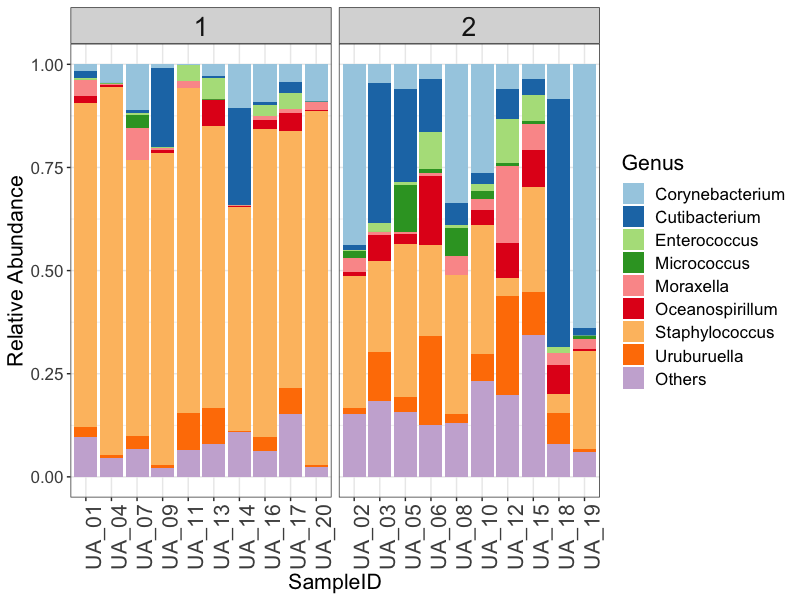 1
2
Relative Abundance
1.00
0.75
0.50
0.25
0.00
UA_01
UA_04
UA_07
UA_09
UA_11
UA_13
UA_14
UA_16
UA_17
UA_20
UA_02
UA_03
UA_05
UA_06
UA_08
UA_10
UA_12
UA_15
UA_18
UA_19
SampleID
Genus
Corynebacterium
Cutibacterium
Enterococcus
Micrococcus
Moraxella
Oceanospirillum
Staphylococcus
Uruburuella
Others